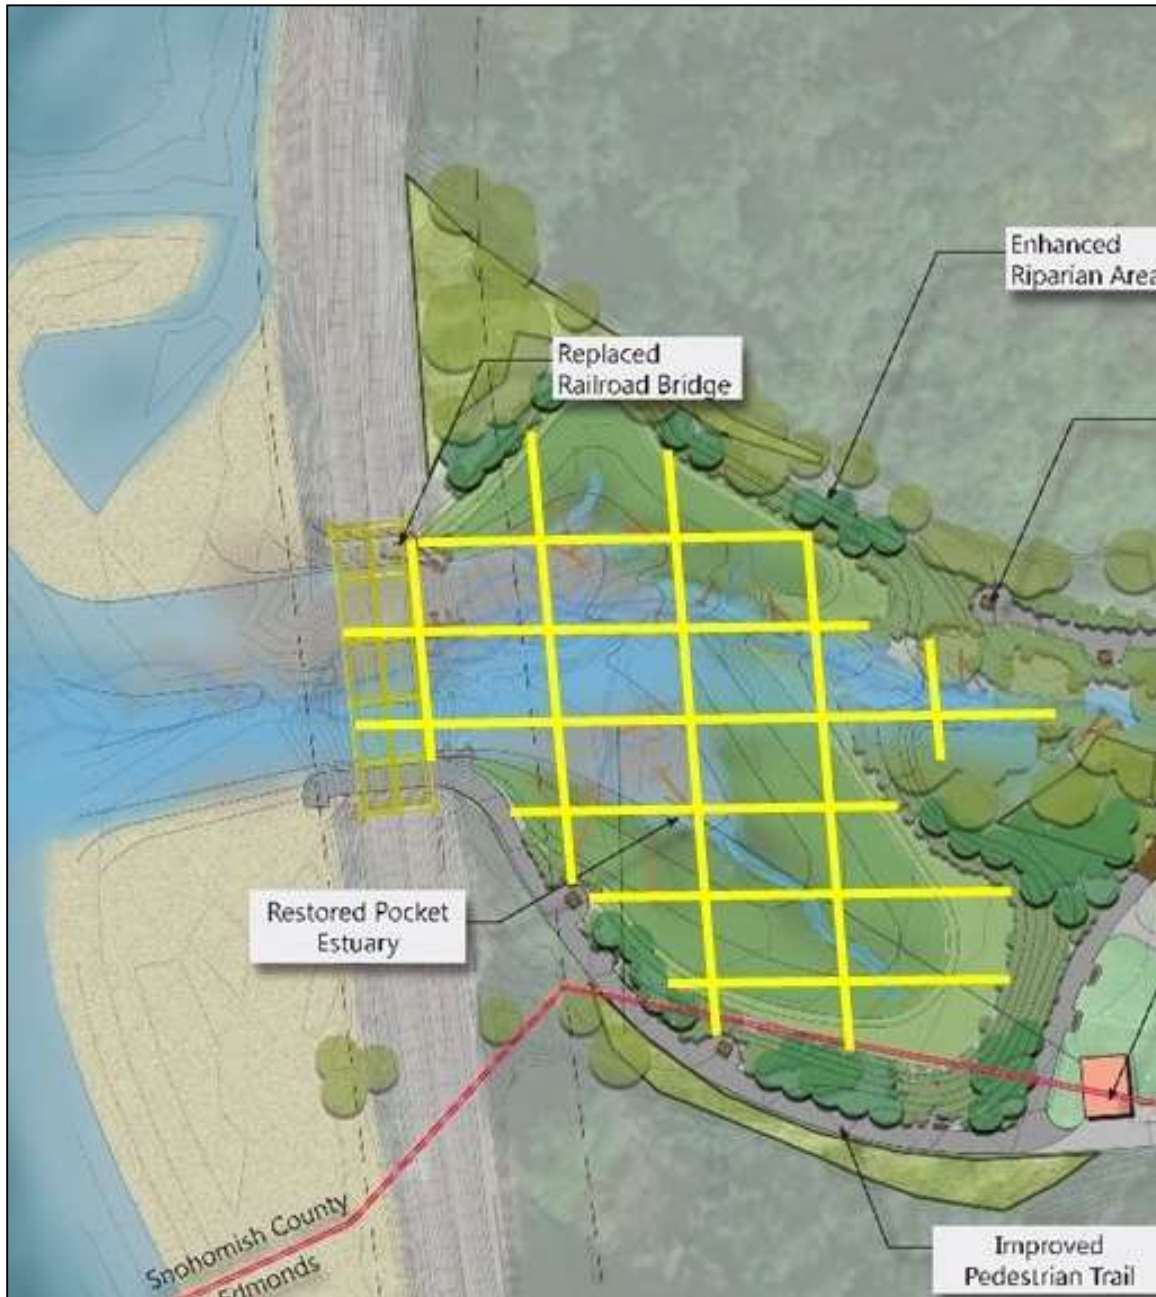 Enhanced
Riparian Area
Replaced
Railroad Bridge
Restored Pocket
Estuary
Snohomish County
Edmonds
Improved
Pedestrian Trail